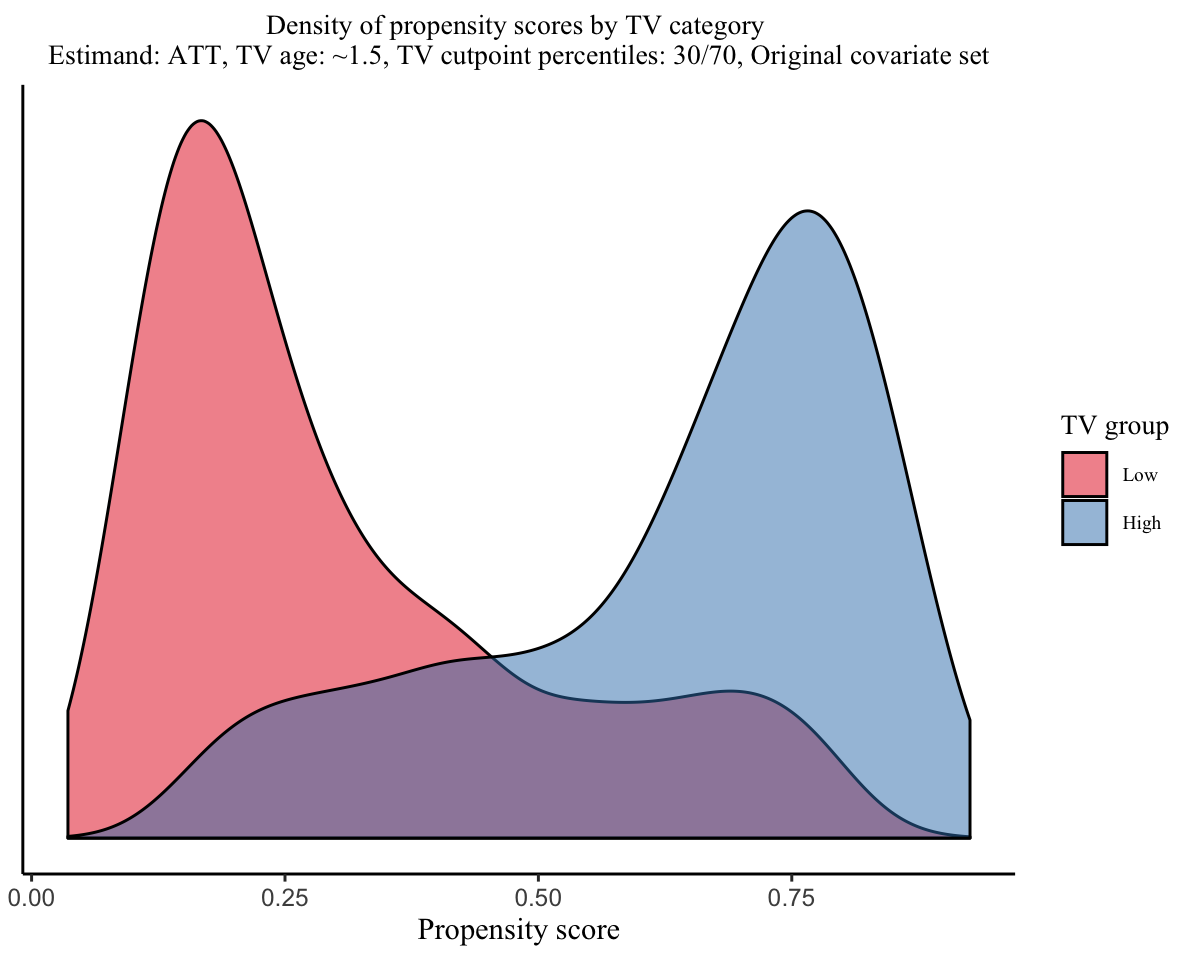 Density of propensity scores by TV category
Estimand: ATT, TV age: ~1.5, TV cutpoint percentiles: 30/70, Original covariate set
TV group
Low
High
0.00 0.25 0.50 0.75
Propensity score